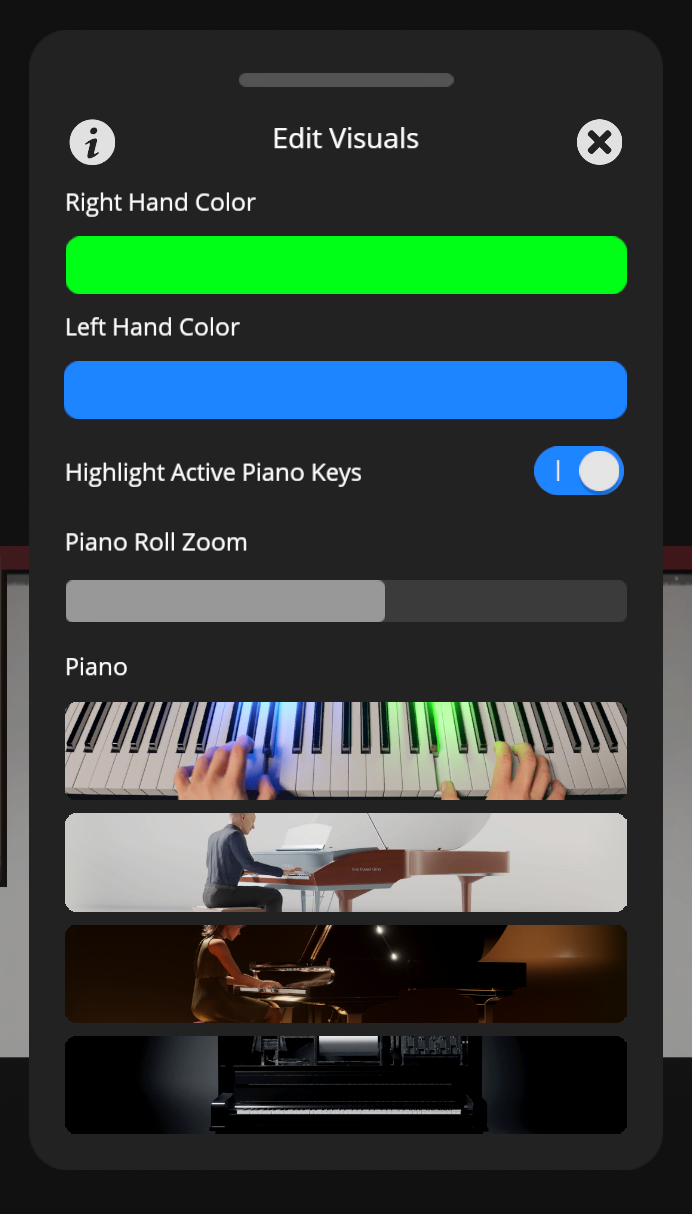 Edit Visuals
Right Hand Color
Left Hand Color
Highlight Active Piano Keys
Piano Roll Zoom
Piano